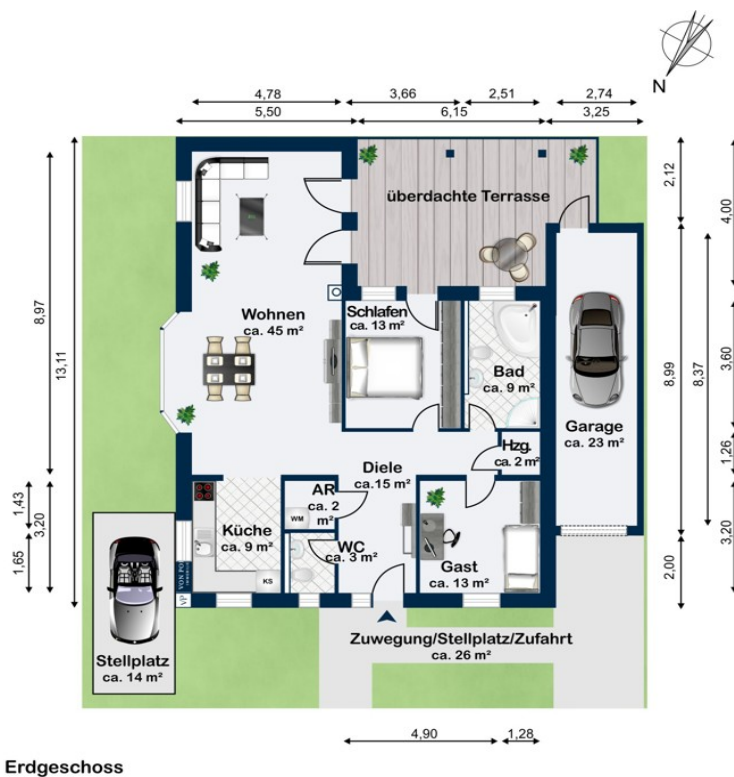 N
4,78
3,66
2,51
2,74
5,50
6,15
3,25
2,12
4,00
überdachte Terrasse
8,97
13,11
Wohnen
ca. 45 m²
Schlafen
ca. 13 m²
Bad
ca. 9 m²
Garage
ca. 23 m²
8,99
8,37
3,60
1,26
Hzg.
ca. 2 m²
Diele
ca.15 m²
1,43
3,20
1,65
AR
ca. 2
m²
WM
Küche
ca. 9 m²
KS
WC
ca. 3 m²
Gast
ca. 13 m²
3,20
2,00
VP
VON PO
Stellplatz
ca. 14 m²
Zuwegung/Stellplatz/Zufahrt
ca. 26 m²
4,90
1,28
Erdgeschoss